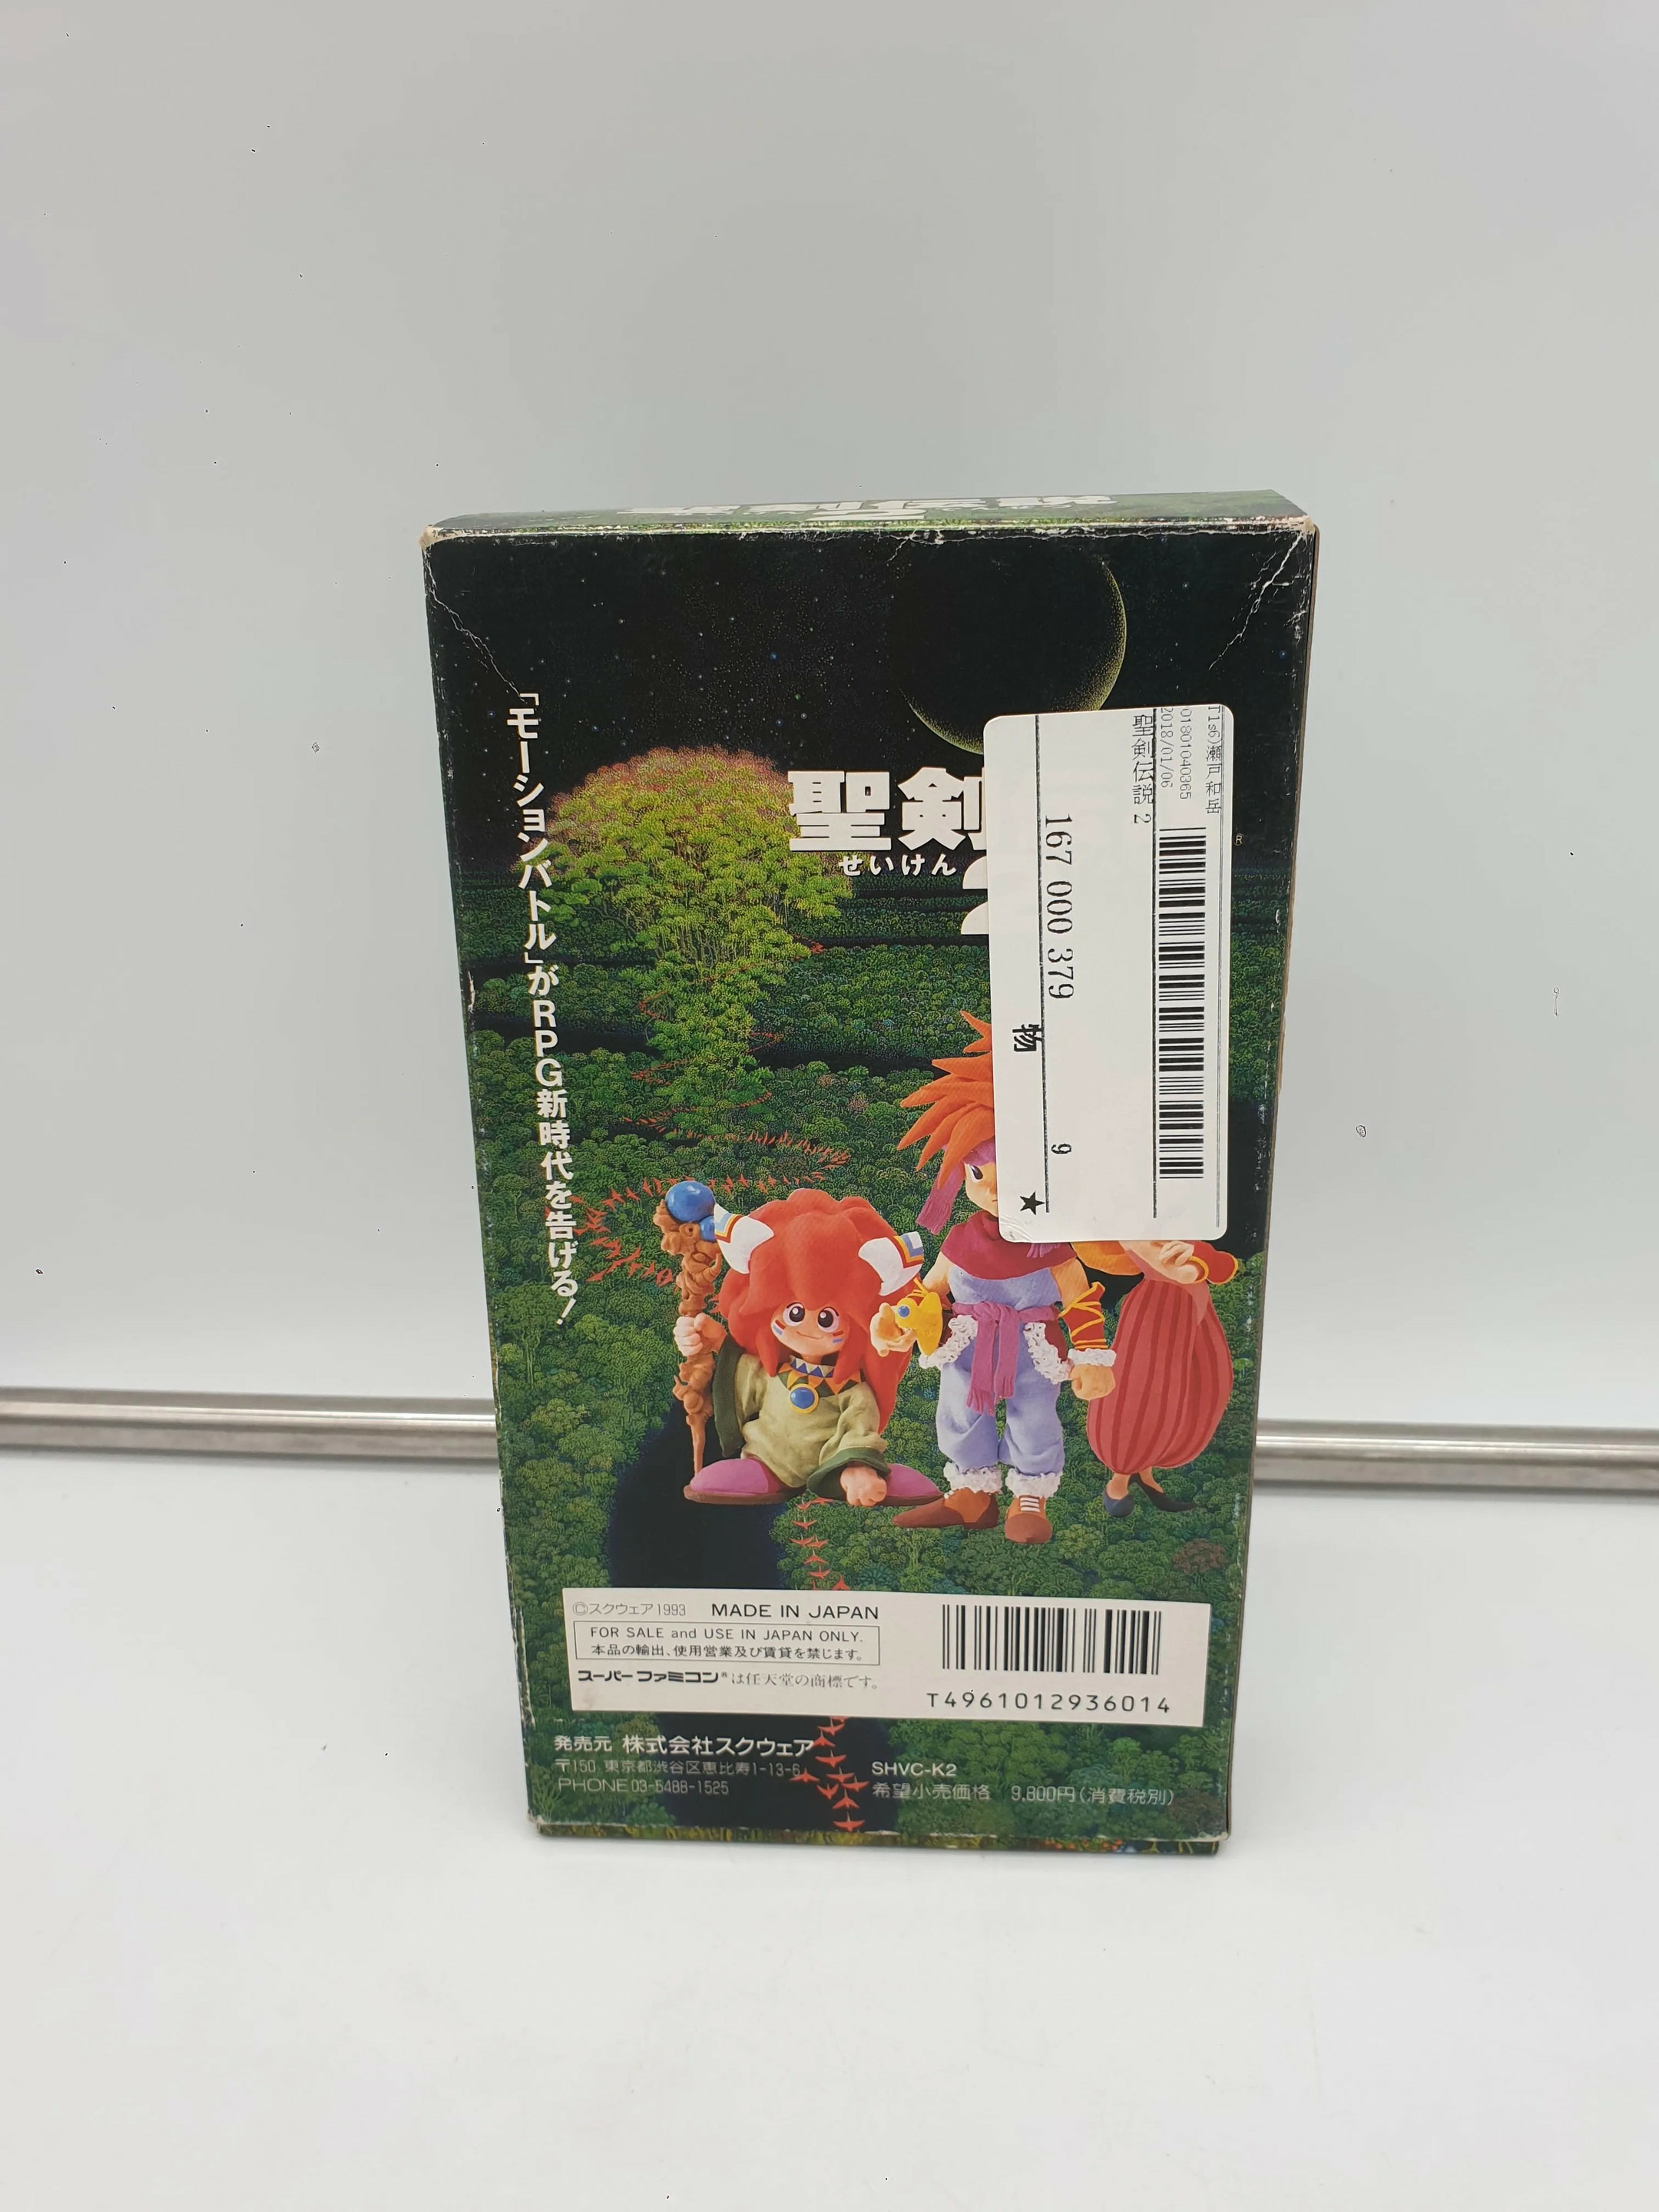 「モーションバトル」がRPG新時代を告げる!
聖剣
せいけん
2
瀬戸和岳
01801040365
2018/01/06
聖剣伝説 2
167 000 379
9
物
★
©スクウェア1993 MADE IN JAPAN
FOR SALE and USE IN JAPAN ONLY.
本品の輸出、使用営業及び賃貸を禁じます。
スーパーファミコン®は任天堂の商標です。
T4961012936014
発売元 株式会社スクウェア
〒150 東京都渋谷区恵比寿1-13-6
PHONE 03-5488-1525
SHVC-K2
希望小売価格 9,800円(消費税別)